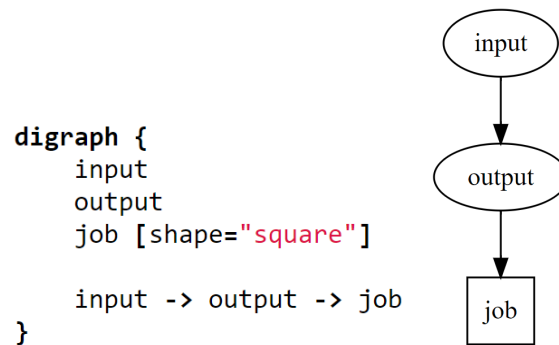 digraph {
    input
    output
    job [shape="square"]

    input -> output -> job
}
input
output
job